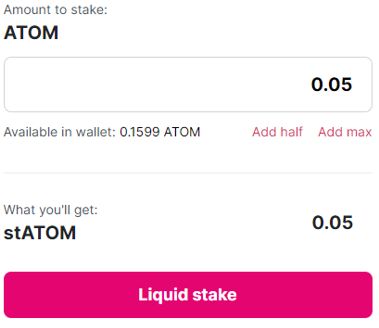 Amount to stake:
ATOM
0.05
Available in wallet: 0.1599 ATOM Add half Add max
What you'll get:
stATOM
0.05
Liquid stake